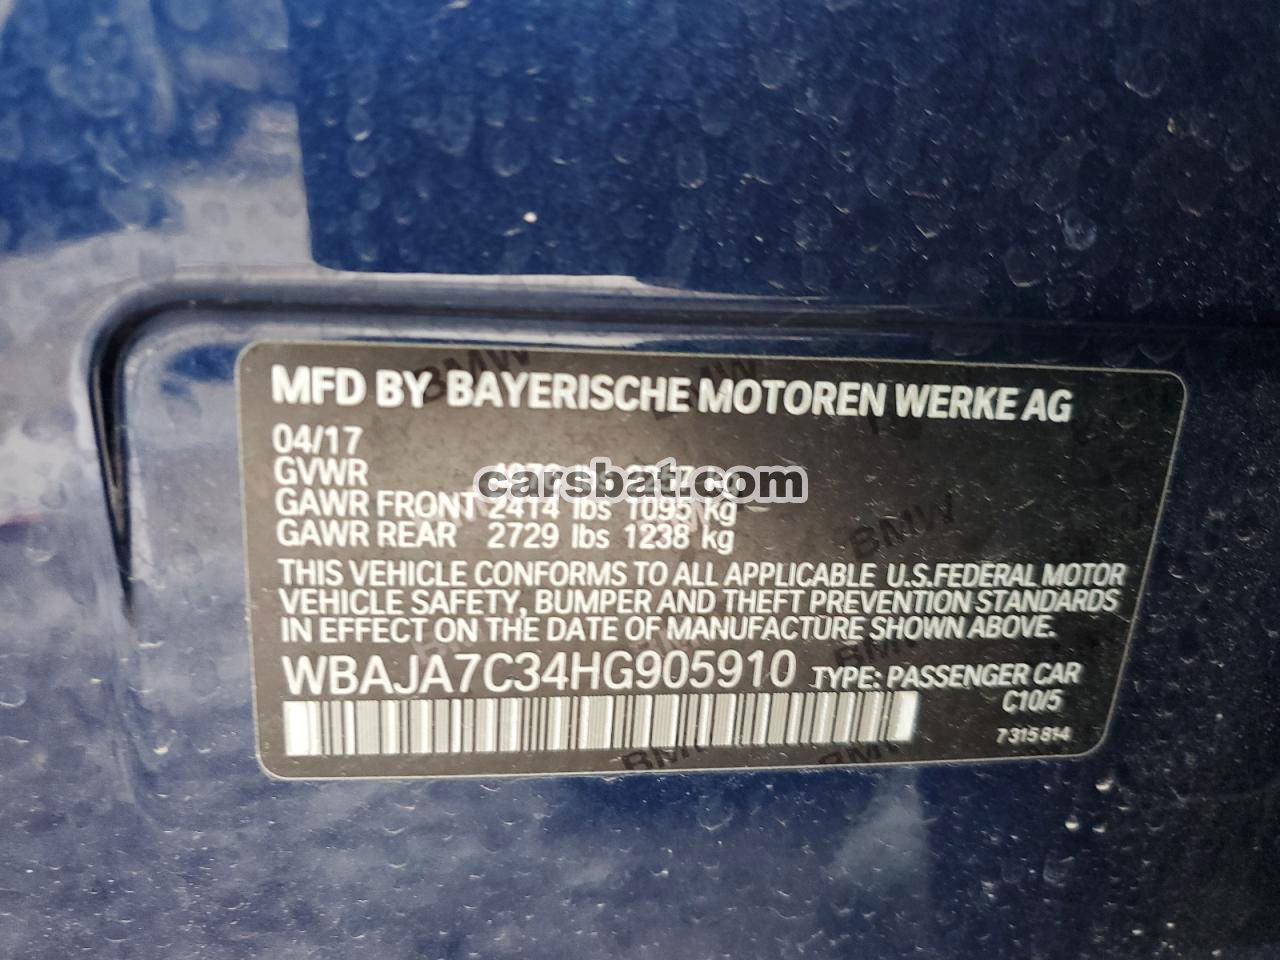 MFD BY BAYERISCHE MOTOREN WERKE AG
04/17
GVWR
carsbat.com
GAWR FRONT 2414 lbs 1095 kg
GAWR REAR 2729 lbs 1238 kg
THIS VEHICLE CONFORMS TO ALL APPLICABLE U.S.FEDERAL MOTOR
VEHICLE SAFETY, BUMPER AND THEFT PREVENTION STANDARDS
IN EFFECT ON THE DATE OF MANUFACTURE SHOWN ABOVE.
WBAJA7C34HG905910 TYPE: PASSENGER CAR
C10/5
7315814